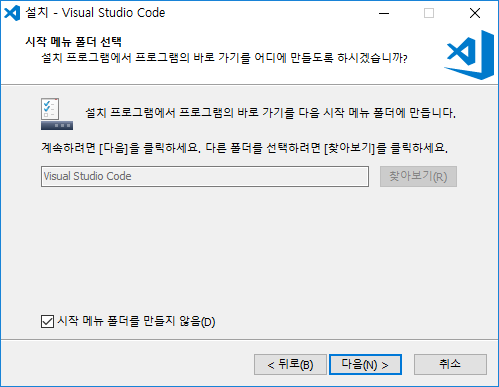 설치 - Visual Studio Code
시작 메뉴 폴더 선택
설치 프로그램에서 프로그램의 바로 가기를 어디에 만들도록 하시겠습니까?
설치 프로그램에서 프로그램의 바로 가기를 다음 시작 메뉴 폴더에 만듭니다.
계속하려면 [다음]을 클릭하세요. 다른 폴더를 선택하려면 [찾아보기]를 클릭하세요.
Visual Studio Code 찾아보기(R)
시작 메뉴 폴더를 만들지 않음(D)
< 뒤로(B) 다음(N) > 취소